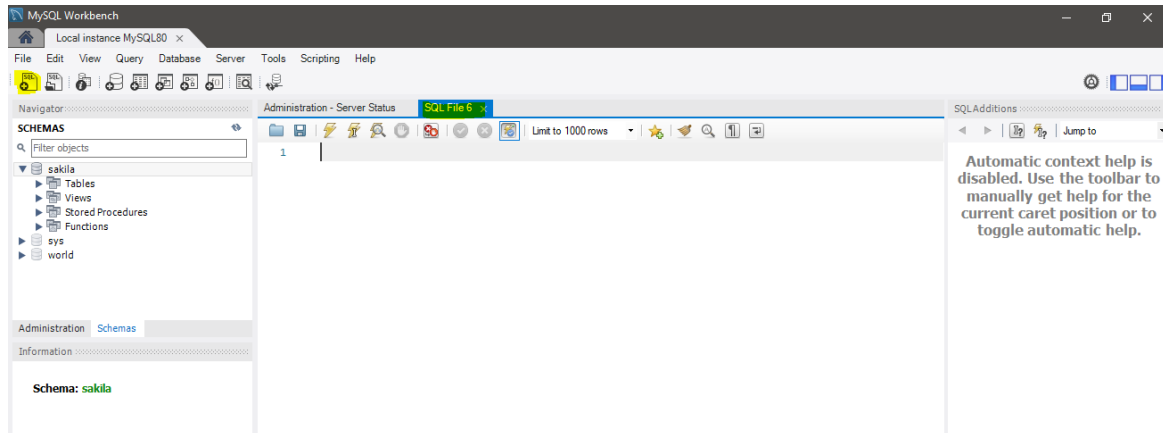 MySQL Workbench
Local instance MySQL80
File Edit View Query Database Server Tools Scripting Help
Navigator
SCHEMAS
Filter objects
sakila
Tables
Views
Stored Procedures
Functions
sys
world
Administration Schemas
Information
Schema: sakila
Administration - Server Status SQL File 6
Limit to 1000 rows
1
SQLAdditions
Jump to
Automatic context help is
disabled. Use the toolbar to
manually get help for the
current caret position or to
toggle automatic help.